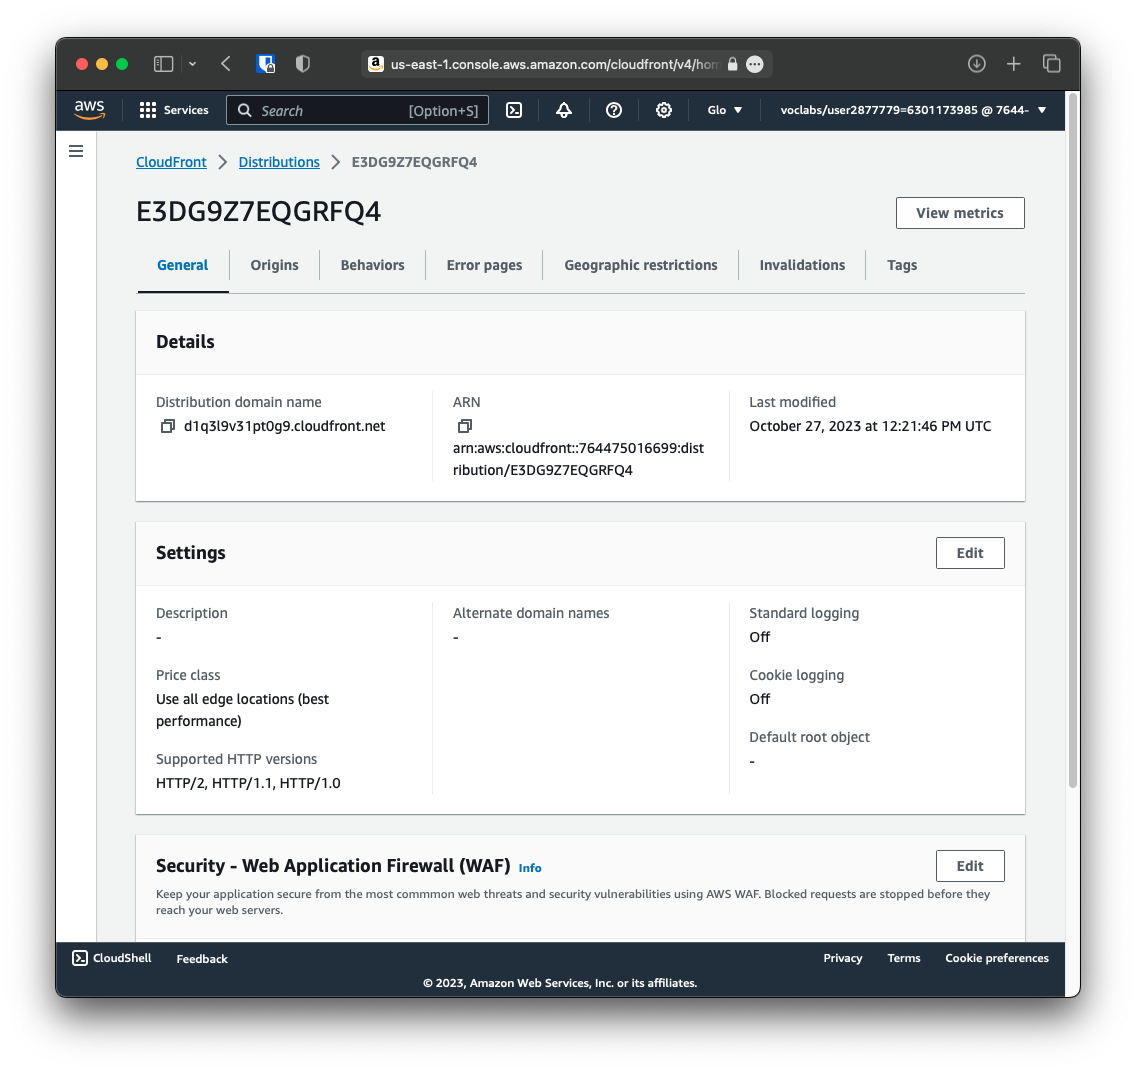 us-east-1.console.aws.amazon.com/cloudfront/v4/hom
aws
Services
Search
[Option+S]
Glo
voclabs/user2877779=6301173985 @ 7644-
CloudFront
Distributions
E3DG9Z7EQGRFQ4
E3DG9Z7EQGRFQ4
View metrics
General
Origins
Behaviors
Error pages
Geographic restrictions
Invalidations
Tags
Details
Distribution domain name
d1q3l9v31pt0g9.cloudfront.net
ARN
arn:aws:cloudfront::764475016699:dist
ribution/E3DG9Z7EQGRFQ4
Last modified
October 27, 2023 at 12:21:46 PM UTC
Settings
Edit
Description
-
Price class
Use all edge locations (best
performance)
Supported HTTP versions
HTTP/2, HTTP/1.1, HTTP/1.0
Alternate domain names
-
Standard logging
Off
Cookie logging
Off
Default root object
-
Security - Web Application Firewall (WAF) Info
Edit
Keep your application secure from the most commmon web threats and security vulnerabilities using AWS WAF. Blocked requests are stopped before they
reach your web servers.
CloudShell
Feedback
Privacy
Terms
Cookie preferences
© 2023, Amazon Web Services, Inc. or its affiliates.